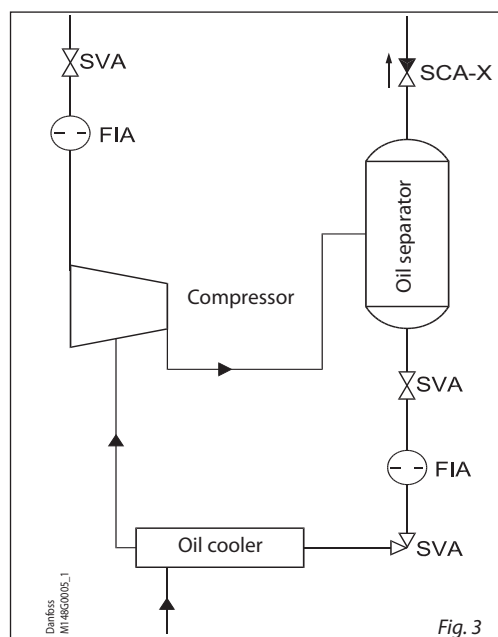 SVA
SCA-X
FIA
Oil separator
Compressor
SVA
FIA
Oil cooler
SVA
Danfoss
M148G0005_1
Fig. 3